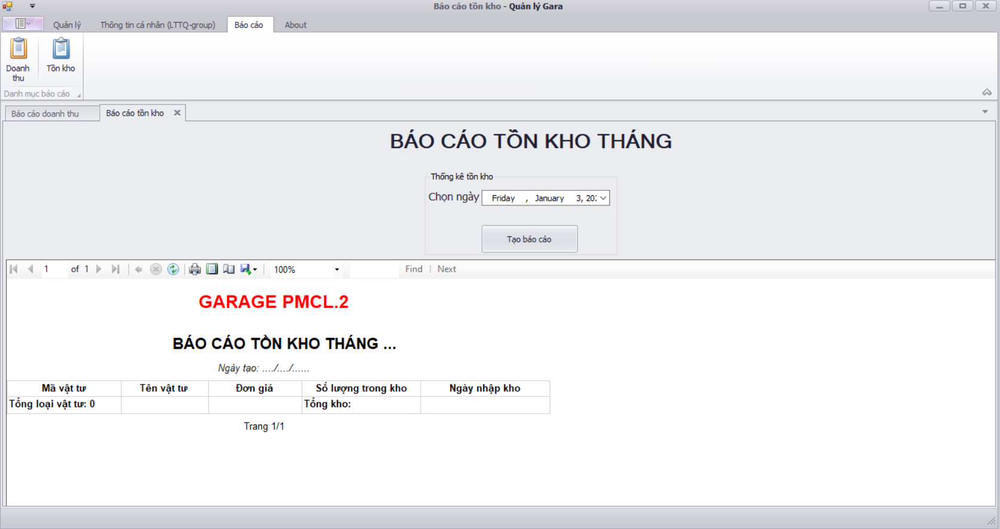 Báo cáo tồn kho - Quản lý Gara
Quản lý
Thông tin cá nhân (LTTQ-group)
Báo cáo
About
Doanh thu
Tồn kho
Danh mục báo cáo
Báo cáo doanh thu
Báo cáo tồn kho
BÁO CÁO TỒN KHO THÁNG
Thống kê tồn kho
Chọn ngày
Friday , January 3, 20
Tạo báo cáo
1 of 1
100%
Find | Next
GARAGE PMCL.2
BÁO CÁO TỒN KHO THÁNG ...
Ngày tạo: ..../..../......
Mã vật tư Tên vật tư Đơn giá Số lượng trong kho Ngày nhập kho
Tổng loại vật tư: 0 Tổng kho:
Trang 1/1